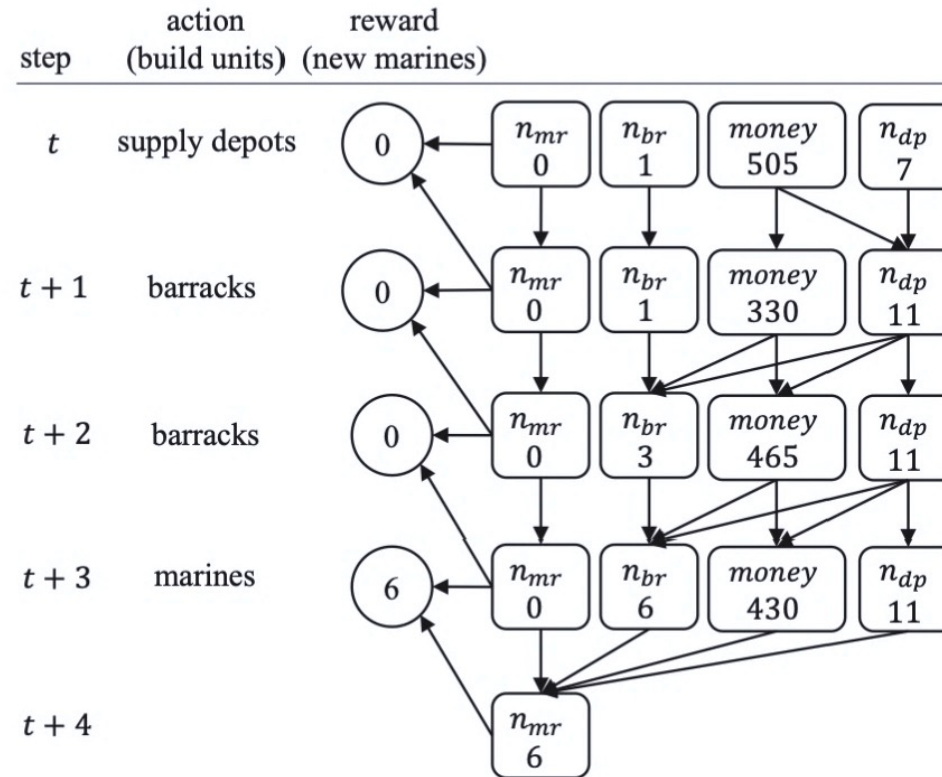 step action (build units) reward (new marines)
t supply depots 0 n_mr 0 n_br 1 money 505 n_dp 7
t + 1 barracks 0 n_mr 0 n_br 1 money 330 n_dp 11
t + 2 barracks 0 n_mr 0 n_br 3 money 465 n_dp 11
t + 3 marines 6 n_mr 0 n_br 6 money 430 n_dp 11
t + 4 n_mr 6